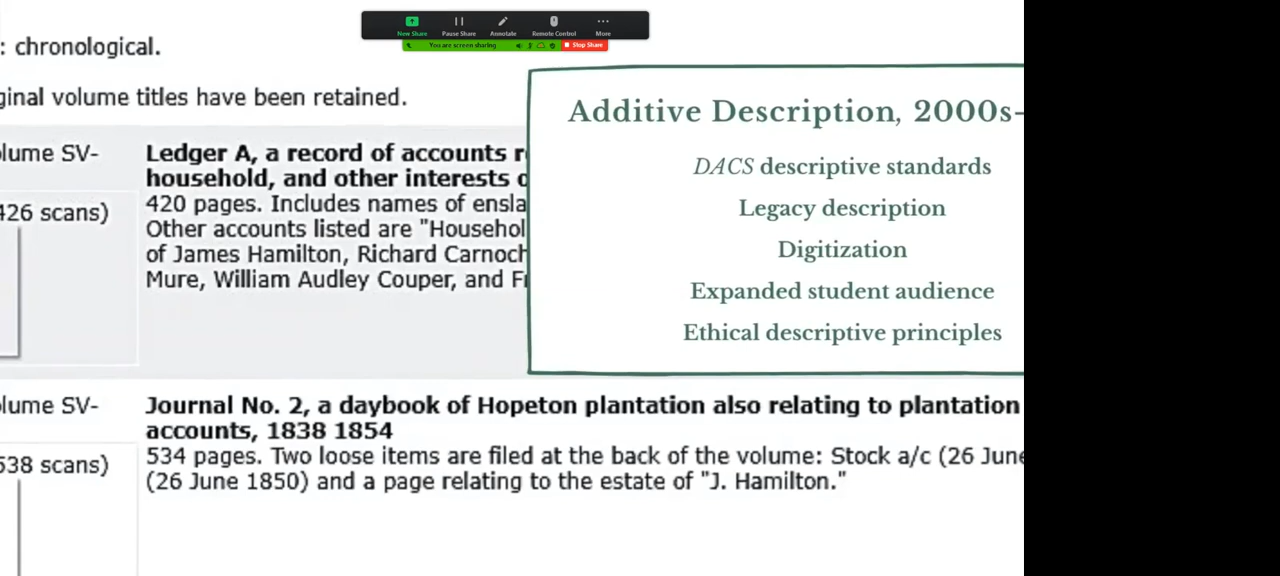 New Share Pause Share Annotate Remote Control More
You are screen sharing Stop Share
: chronological.
ginal volume titles have been retained.
Additive Description, 2000s-
DACS descriptive standards
Legacy description
Digitization
Expanded student audience
Ethical descriptive principles
lume SV-
426 scans)
Ledger A, a record of accounts r
household, and other interests o
420 pages. Includes names of ensla
Other accounts listed are "Househol
of James Hamilton, Richard Carnoch
Mure, William Audley Couper, and F
lume SV-
538 scans)
Journal No. 2, a daybook of Hopeton plantation also relating to plantation
accounts, 1838 1854
534 pages. Two loose items are filed at the back of the volume: Stock a/c (26 June
(26 June 1850) and a page relating to the estate of "J. Hamilton."